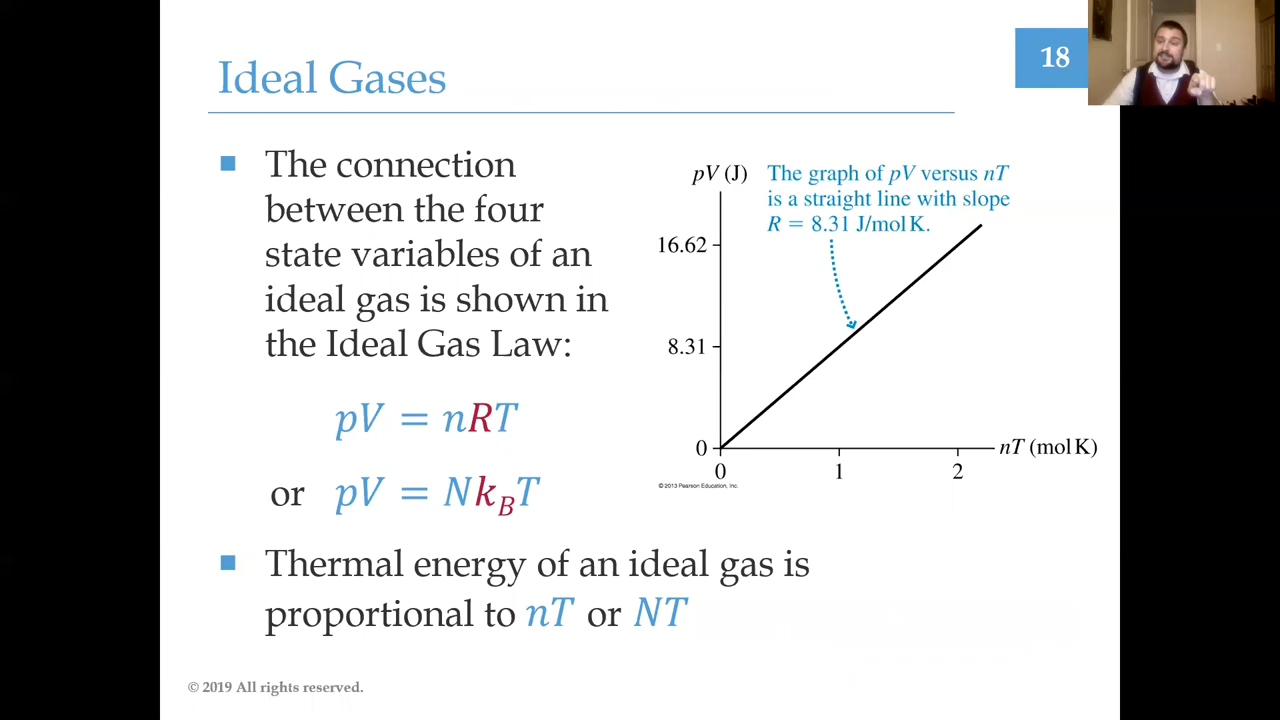 Ideal Gases
18
■ The connection
between the four
state variables of an
ideal gas is shown in
the Ideal Gas Law:
pV = nRT
or pV = Nk_BT
■ Thermal energy of an ideal gas is
proportional to nT or NT
pV (J)
The graph of pV versus nT
is a straight line with slope
R = 8.31 J/mol K.
16.62
8.31
0
0 1 2
nT (mol K)
© 2013 Pearson Education, Inc.
© 2019 All rights reserved.